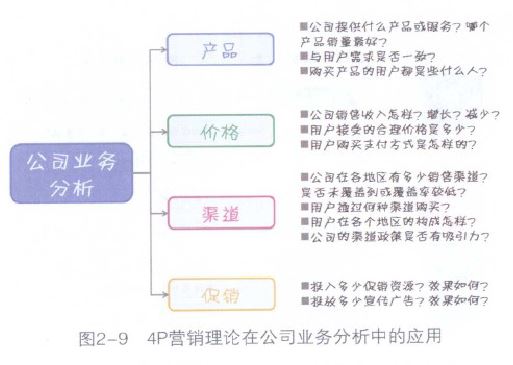 公司业务
分析
产品
■公司提供什么产品或服务？哪个
产品销量最好？
■与用户需求是否一致？
■购买产品的用户都是些什么人？
价格
■公司销售收入怎样？增长？减少？
■用户接受的合理价格是多少？
■用户购买支付方式是怎样的？
渠道
■公司在各地区有多少销售渠道？
是否未覆盖到或覆盖率较低？
■用户通过何种渠道购买？
■用户在各个地区的构成怎样？
■公司的渠道政策是否有吸引力？
促销
■投入多少促销资源？效果如何？
■投放多少宣传广告？效果如何？
图2-9 4P营销理论在公司业务分析中的应用